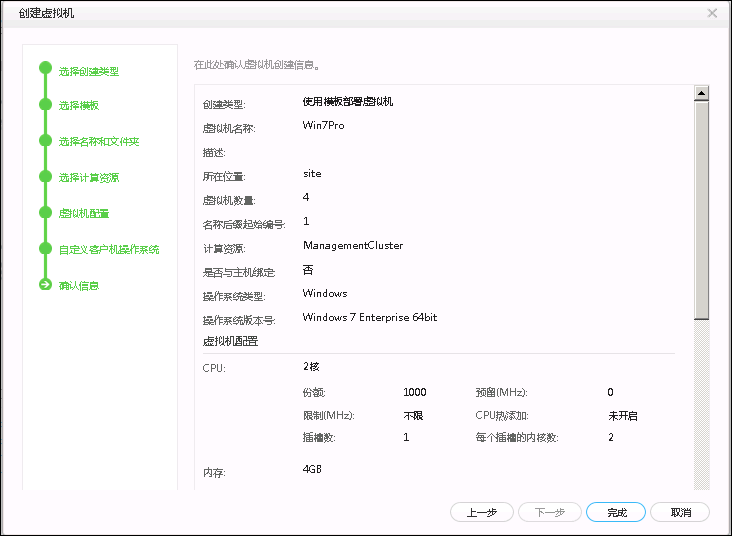 创建虚拟机
选择创建类型
选择模板
选择名称和文件夹
选择计算资源
虚拟机配置
自定义客户机操作系统
确认信息
在此处确认虚拟机创建信息。
创建类型: 使用模板部署虚拟机
虚拟机名称: Win7Pro
描述:
所在位置: site
虚拟机数量: 4
名称后缀起始编号: 1
计算资源: ManagementCluster
是否与主机绑定: 否
操作系统类型: Windows
操作系统版本号: Windows 7 Enterprise 64bit
虚拟机配置
CPU: 2核
份额: 1000 预留(MHz): 0
限制(MHz): 不限 CPU热添加: 未开启
插槽数: 1 每个插槽的内核数: 2
内存: 4GB
上一步 下一步 完成 取消